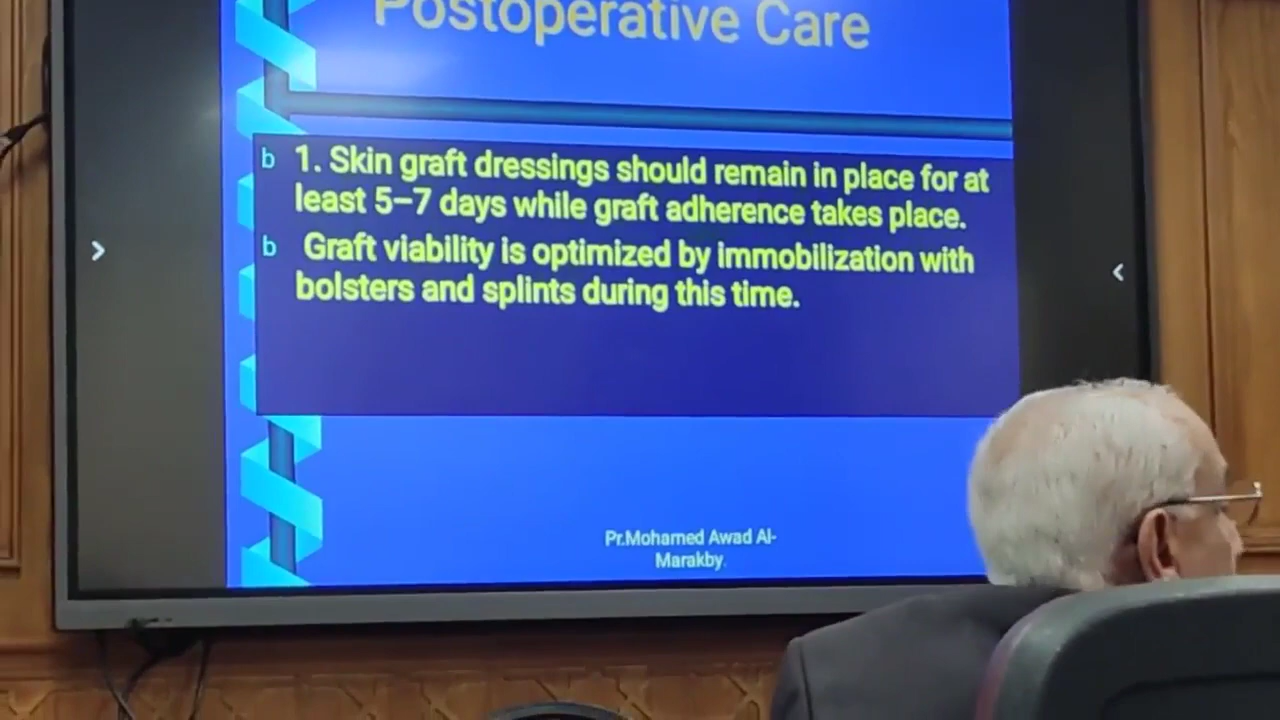 Postoperative Care
b 1. Skin graft dressings should remain in place for at
least 5–7 days while graft adherence takes place.
b Graft viability is optimized by immobilization with
bolsters and splints during this time.
Pr.Mohamed Awad Al-
Marakby.